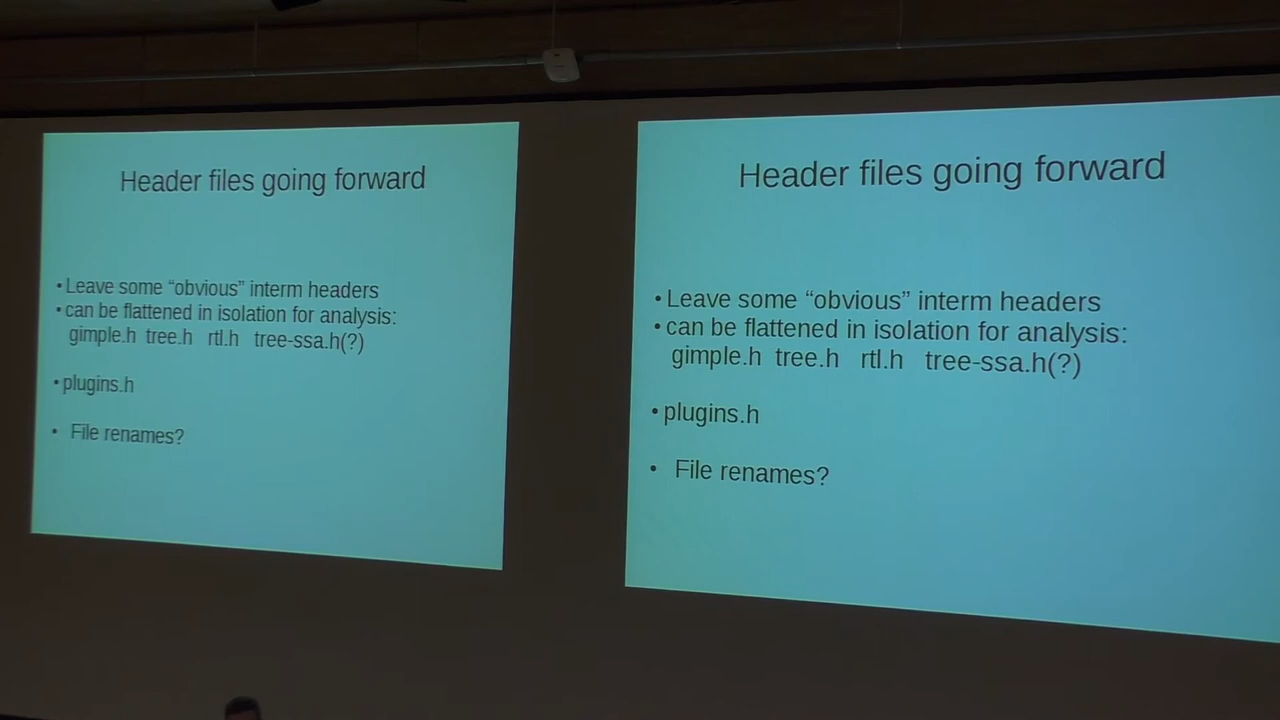 Header files going forward
• Leave some “obvious” interm headers
• can be flattened in isolation for analysis:
gimple.h tree.h rtl.h tree-ssa.h(?)
• plugins.h
• File renames?
Header files going forward
• Leave some “obvious” interm headers
• can be flattened in isolation for analysis:
gimple.h tree.h rtl.h tree-ssa.h(?)
• plugins.h
• File renames?